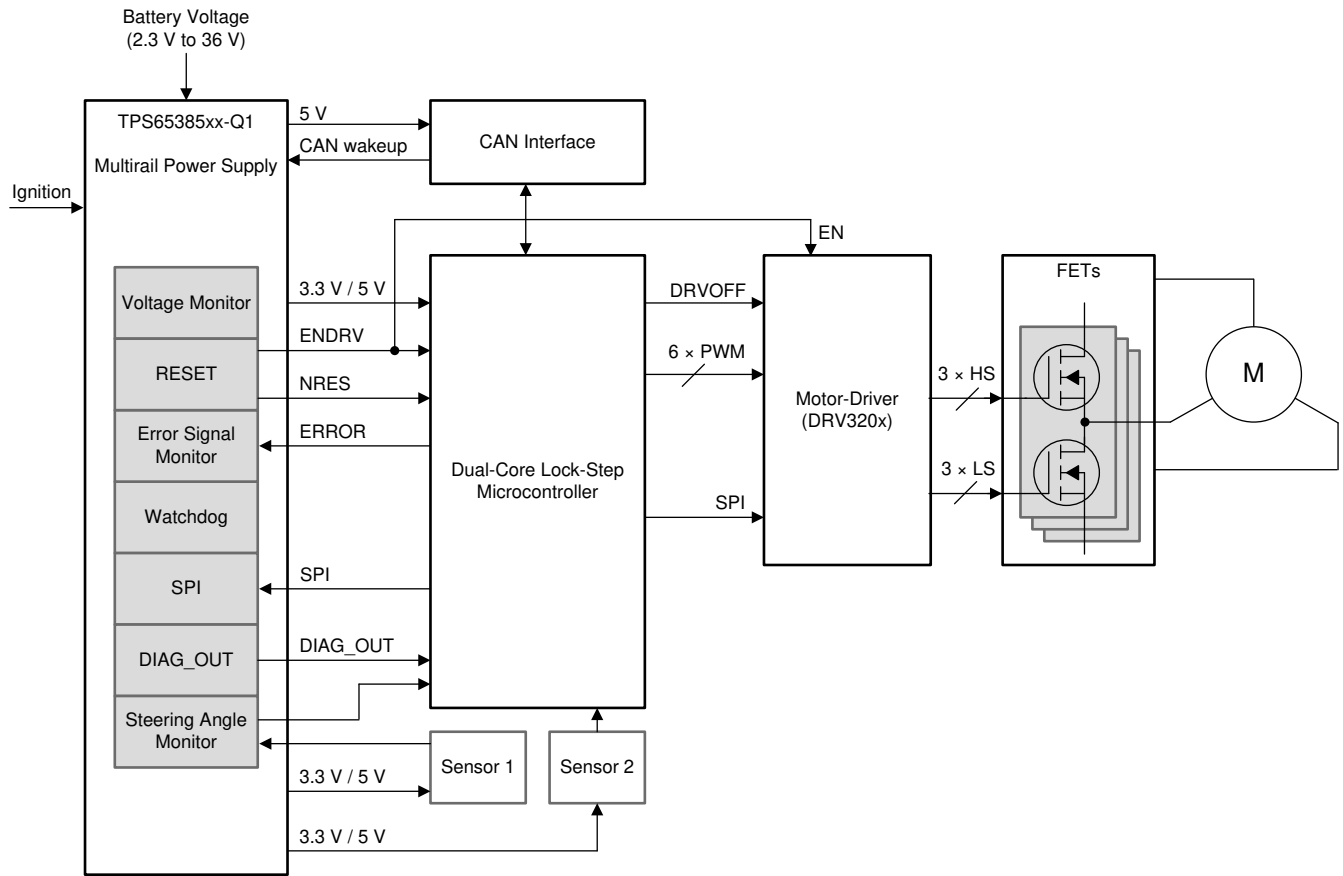 Battery Voltage
(2.3 V to 36 V)
TPS65385xx-Q1
Multirail Power Supply
Ignition
5 V
CAN wakeup
CAN Interface
EN
Voltage Monitor
RESET
Error Signal
Monitor
Watchdog
SPI
DIAG_OUT
Steering Angle
Monitor
3.3 V / 5 V
ENDRV
NRES
ERROR
SPI
DIAG_OUT
3.3 V / 5 V
3.3 V / 5 V
Dual-Core Lock-Step
Microcontroller
Sensor 1
Sensor 2
DRVOFF
6 × PWM
SPI
Motor-Driver
(DRV320x)
3 × HS
3 × LS
FETs
M